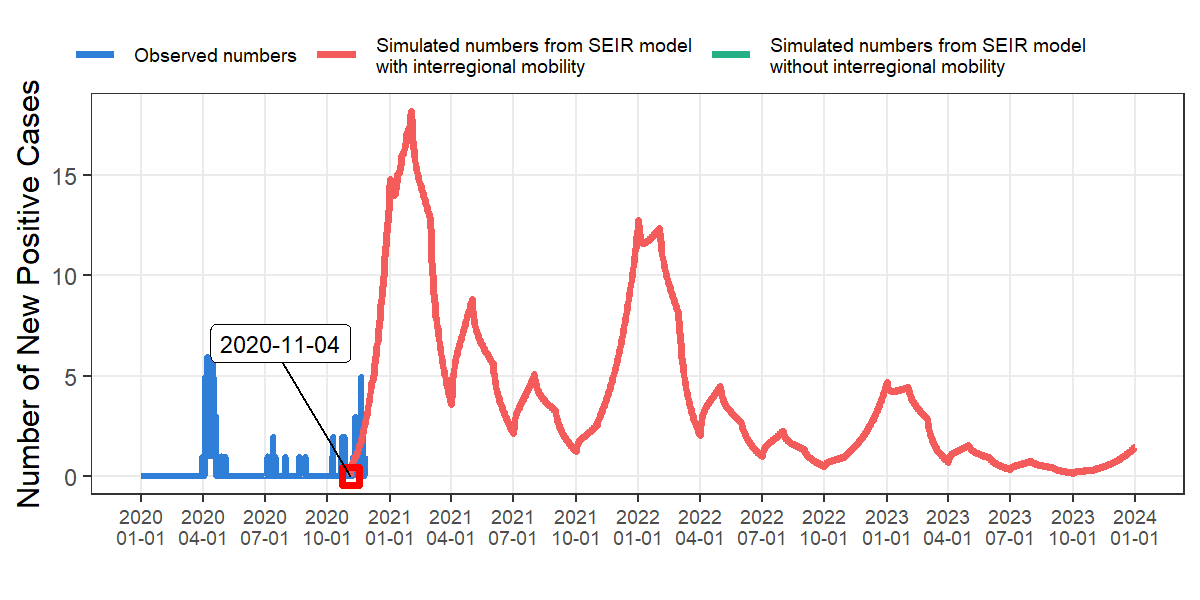 Observed numbers
Simulated numbers from SEIR model
with interregional mobility
Simulated numbers from SEIR model
without interregional mobility
Number of New Positive Cases
15
10
5
0
2020-11-04
2020 2020 2020 2020 2021 2021 2021 2021 2022 2022 2022 2022 2023 2023 2023 2023 2024
01-01 04-01 07-01 10-01 01-01 04-01 07-01 10-01 01-01 04-01 07-01 10-01 01-01 04-01 07-01 10-01 01-01